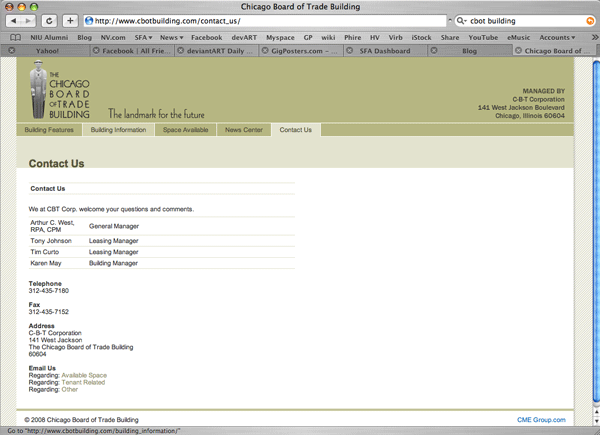 Chicago Board of Trade Building
http://www.cbotbuilding.com/contact_us/
cbot building
NIU Alumni Blog NV.com SFA News Facebook devART Myspace GP wiki Phire HV Virb iStock Share YouTube eMusic Accounts
Yahoo! Facebook | All Frie... deviantART Daily ... GigPosters.com – ... SFA Dashboard Blog Chicago Board of ...
THE
CHICAGO
BOARD
OF TRADE
BUILDING
The landmark for the future
MANAGED BY
C-B-T Corporation
141 West Jackson Boulevard
Chicago, Illinois 60604
Building Features Building Information Space Available News Center Contact Us
Contact Us
Contact Us
We at CBT Corp. welcome your questions and comments.
Arthur C. West, General Manager
RPA, CPM
Tony Johnson Leasing Manager
Tim Curto Leasing Manager
Karen May Building Manager
Telephone
312-435-7180
Fax
312-435-7152
Address
C-B-T Corporation
141 West Jackson
The Chicago Board of Trade Building
60604
Email Us
Regarding: Available Space
Regarding: Tenant Related
Regarding: Other
© 2008 Chicago Board of Trade Building CME Group.com
Go to "http://www.cbotbuilding.com/building_information/"